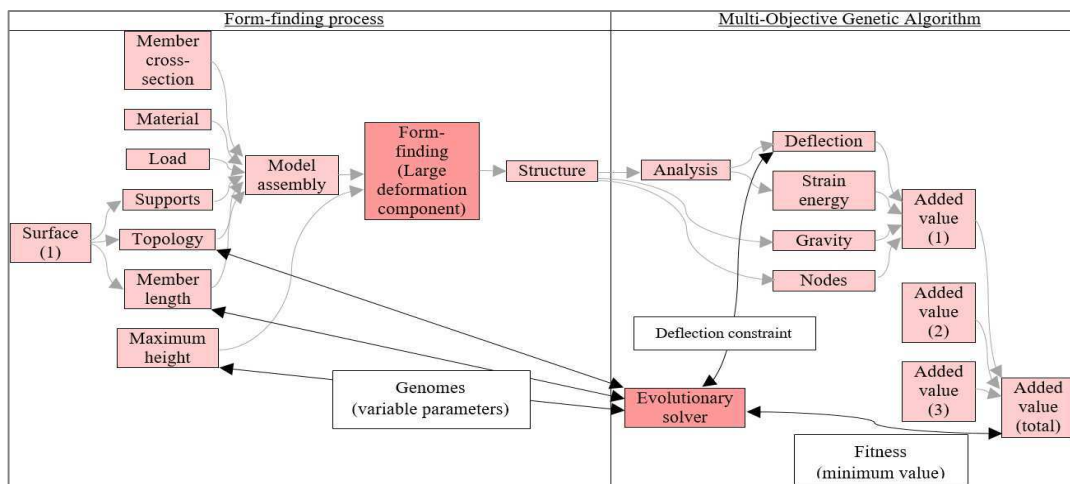 Form-finding process
Multi-Objective Genetic Algorithm
Member
cross-
section
Material
Load
Supports
Surface
(1)
Topology
Member
length
Maximum
height
Model
assembly
Form-
finding
(Large
deformation
component)
Structure
Genomes
(variable parameters)
Analysis
Deflection
Strain
energy
Gravity
Nodes
Added
value
(1)
Deflection constraint
Added
value
(2)
Added
value
(3)
Evolutionary
solver
Added
value
(total)
Fitness
(minimum value)